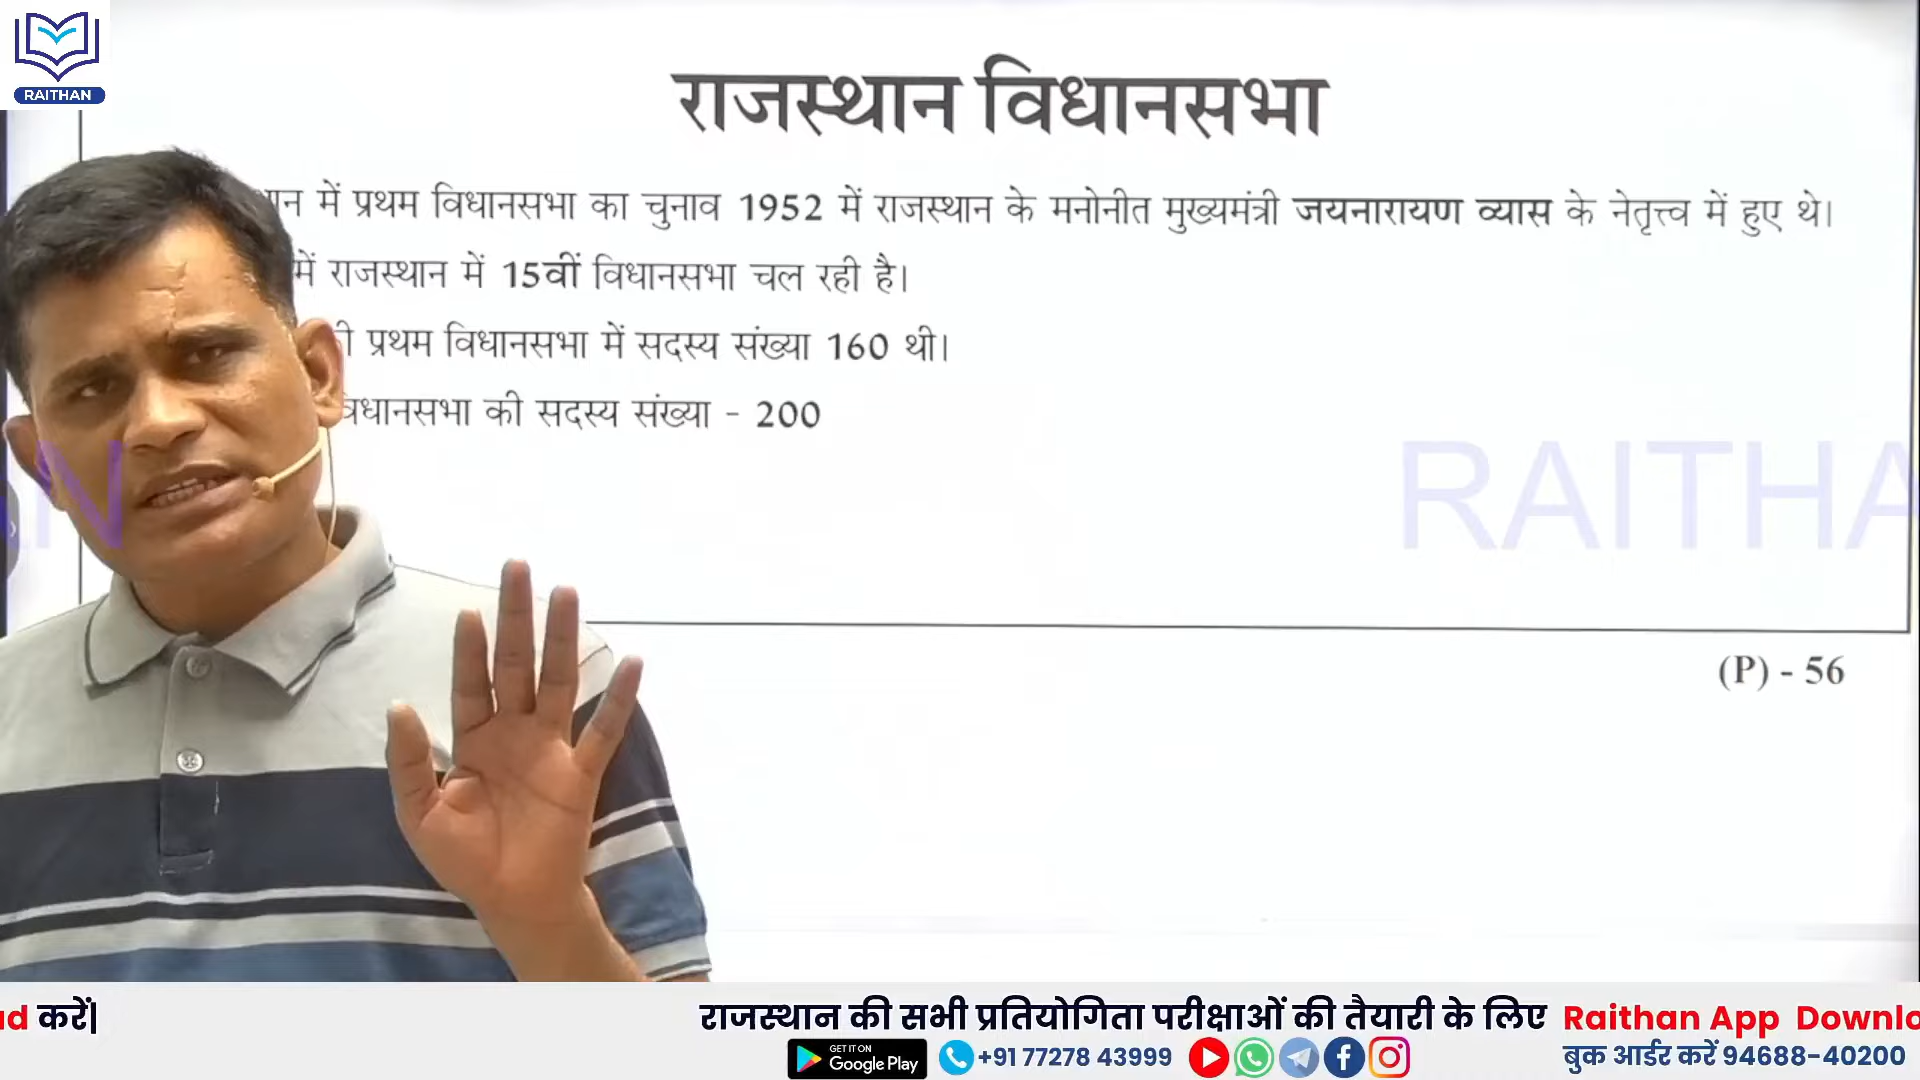 RAITHAN
राजस्थान विधानसभा
में प्रथम विधानसभा का चुनाव 1952 में राजस्थान के मनोनीत मुख्यमंत्री जयनारायण व्यास के नेतृत्त्व में हुए थे।
में राजस्थान में 15वीं विधानसभा चल रही है।
प्रथम विधानसभा में सदस्य संख्या 160 थी।
की सदस्य संख्या - 200
RAITHA
(P) - 56
करें|
राजस्थान की सभी प्रतियोगिता परीक्षाओं की तैयारी के लिए Raithan App Downlo
GET IT ON
Google Play
+91 77278 43999
बुक आर्डर करें 94688-40200